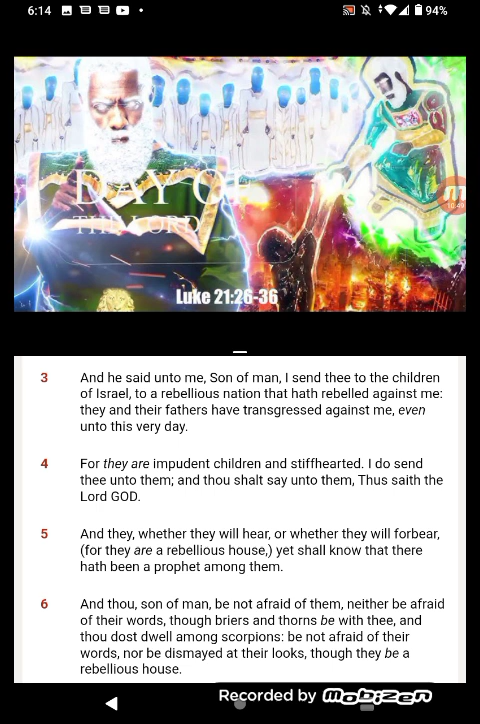 6:14
94%
DAY OF
THE LORD
10:49
Luke 21:26-36
3 And he said unto me, Son of man, I send thee to the children
of Israel, to a rebellious nation that hath rebelled against me:
they and their fathers have transgressed against me, even
unto this very day.
4 For they are impudent children and stiffhearted. I do send
thee unto them; and thou shalt say unto them, Thus saith the
Lord GOD.
5 And they, whether they will hear, or whether they will forbear,
(for they are a rebellious house,) yet shall know that there
hath been a prophet among them.
6 And thou, son of man, be not afraid of them, neither be afraid
of their words, though briers and thorns be with thee, and
thou dost dwell among scorpions: be not afraid of their
words, nor be dismayed at their looks, though they be a
rebellious house.
Recorded by Mobizen